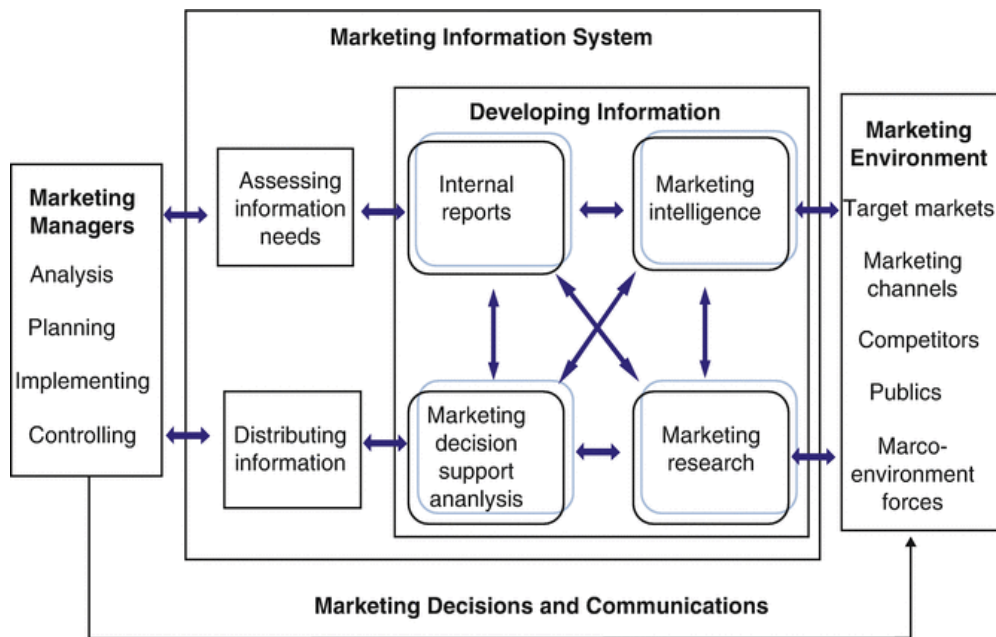 Marketing Information System
Developing Information
Marketing
Managers
Analysis
Planning
Implementing
Controlling
Assessing
information
needs
Distributing
information
Internal
reports
Marketing
intelligence
Marketing
decision
support
ananlysis
Marketing
research
Marketing
Environment
Target markets
Marketing
channels
Competitors
Publics
Marco-
environment
forces
Marketing Decisions and Communications